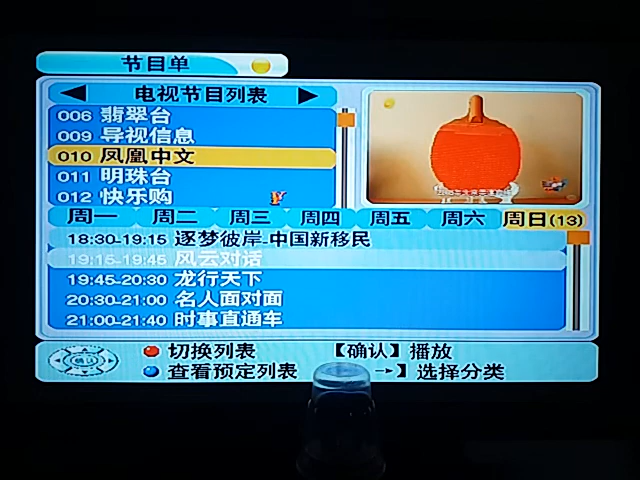 节目单
电视节目列表
006 翡翠台
009 导视信息
010 凤凰中文
011 明珠台
012 快乐购
周一 周二 周三 周四 周五 周六 周日(13)
18:30-19:15 逐梦彼岸-中国新移民
19:15-19:45 风云对话
19:45-20:30 龙行天下
20:30-21:00 名人面对面
21:00-21:40 时事直通车
确认
切换列表 【确认】播放
查看预定列表 →】选择分类